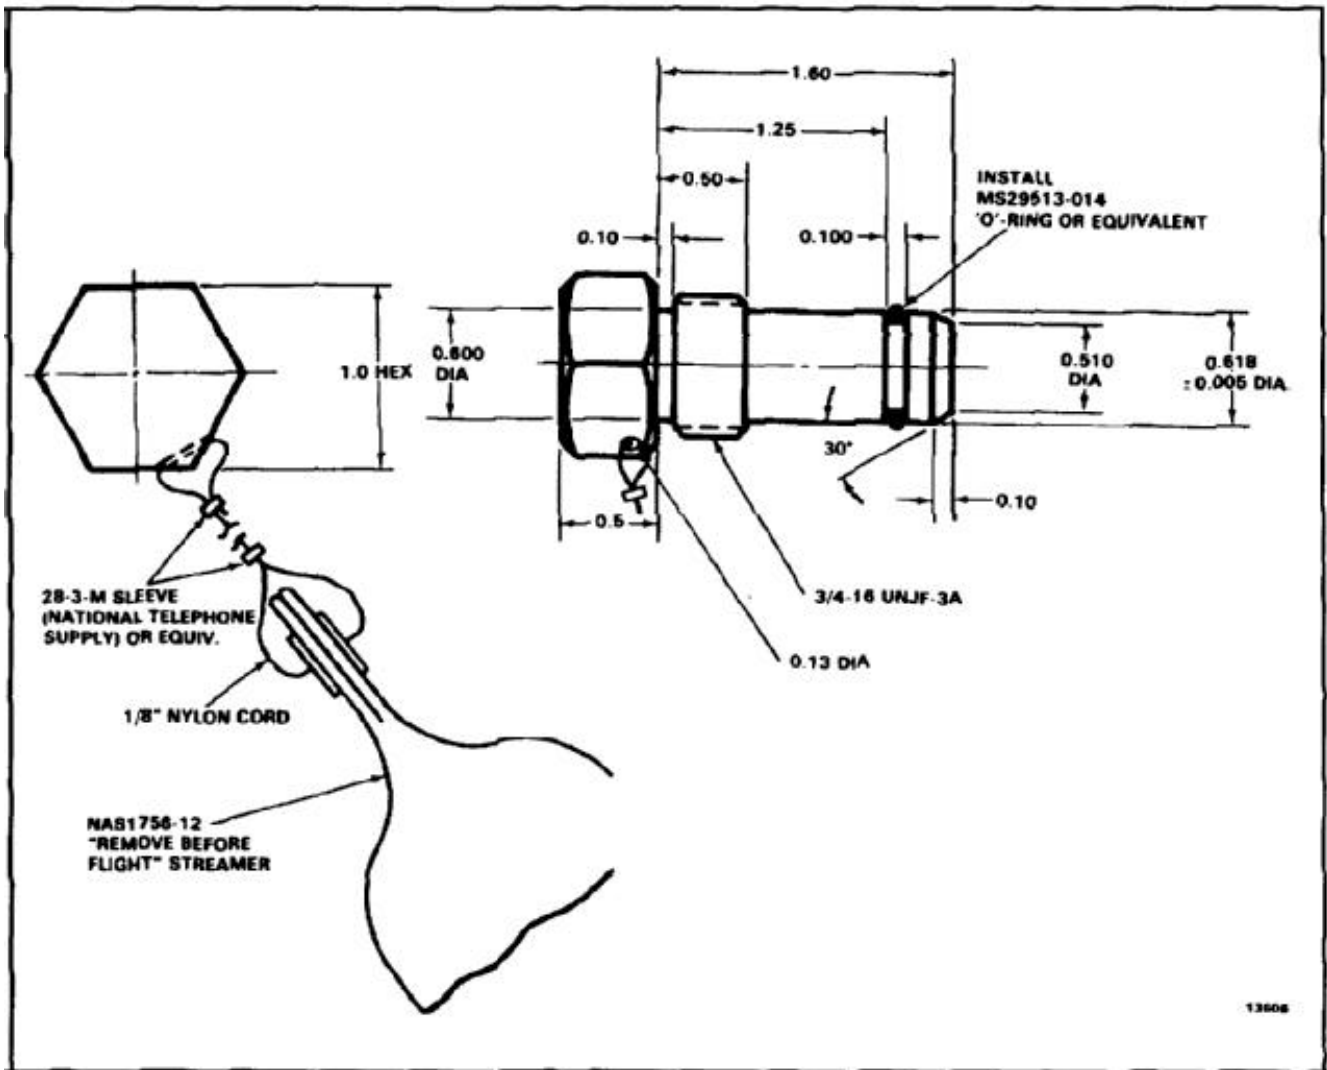 1.60
1.25
0.50
INSTALL
MS29513-014
'O'-RING OR EQUIVALENT
0.10
0.100
0.600
DIA
1.0 HEX
0.510
DIA
0.618
±0.005 DIA.
30°
0.10
0.5
28-3-M SLEEVE
(NATIONAL TELEPHONE
SUPPLY) OR EQUIV.
3/4-16 UNJF-3A
0.13 DIA
1/8" NYLON CORD
NAS1756-12
"REMOVE BEFORE
FLIGHT" STREAMER
13606